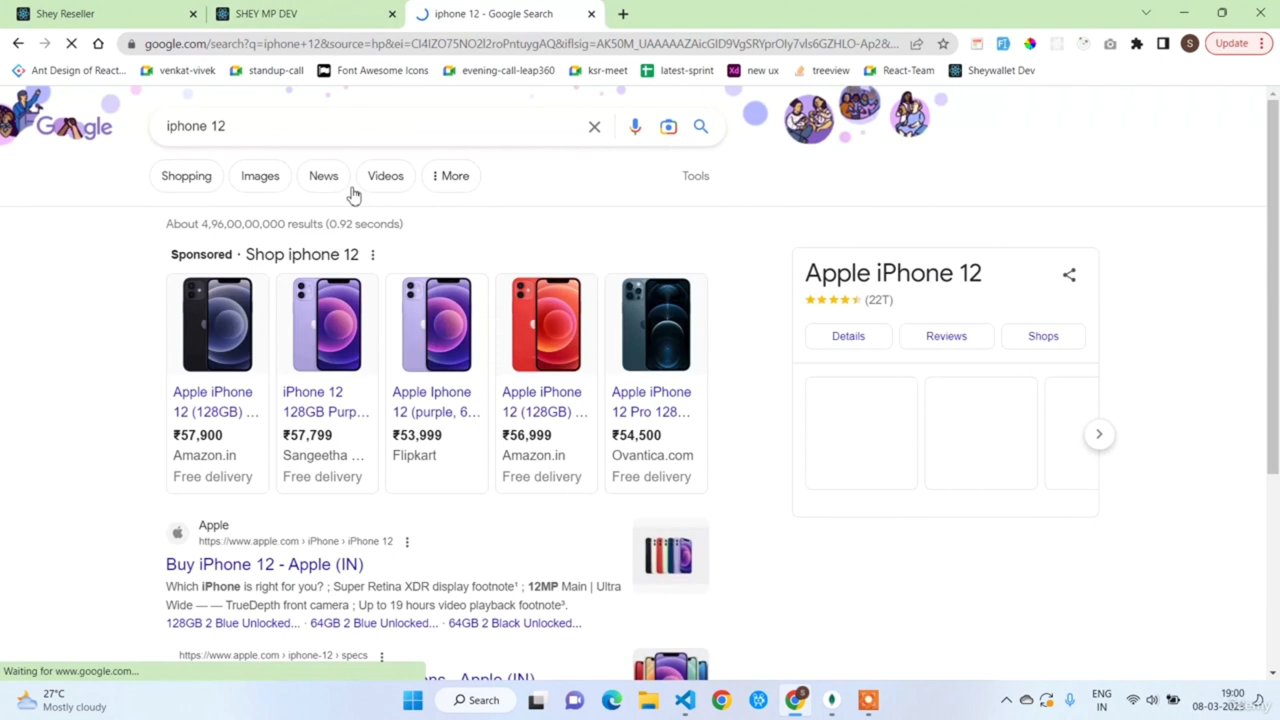 Shey Reseller
SHEY MP DEV
iphone 12 - Google Search
google.com/search?q=iphone+12&source=hp&ei=CI4IZO75NO2I2roPntuygAQ&iflsig=AK50M_UAAAAAZAicGID9VgSRYprOly7vls6GZHLO-Ap2&...
Update
Ant Design of React...
venkat-vivek
standup-call
Font Awesome Icons
evening-call-leap360
ksr-meet
latest-sprint
new ux
treeview
React-Team
Sheywallet Dev
Google
iphone 12
Shopping
Images
News
Videos
More
Tools
About 4,96,00,00,000 results (0.92 seconds)
Sponsored · Shop iphone 12
Apple iPhone
12 (128GB) ...
₹57,900
Amazon.in
Free delivery
iPhone 12
128GB Purp...
₹57,799
Sangeetha ...
Free delivery
Apple Iphone
12 (purple, 6...
₹53,999
Flipkart
Apple iPhone
12 (128GB) ...
₹56,999
Amazon.in
Free delivery
Apple iPhone
12 Pro 128...
₹54,500
Ovantica.com
Free delivery
Apple iPhone 12
(22T)
Details
Reviews
Shops
Apple
https://www.apple.com › iPhone › iPhone 12
Buy iPhone 12 - Apple (IN)
Which iPhone is right for you? ; Super Retina XDR display footnote¹ ; 12MP Main | Ultra
Wide — — TrueDepth front camera ; Up to 19 hours video playback footnote³.
128GB 2 Blue Unlocked... · 64GB 2 Blue Unlocked... · 64GB 2 Black Unlocked...
https://www.apple.com › iphone-12 › specs
Apple (IN)
Waiting for www.google.com...
27°C
Mostly cloudy
Search
ENG
IN
19:00
08-03-2023